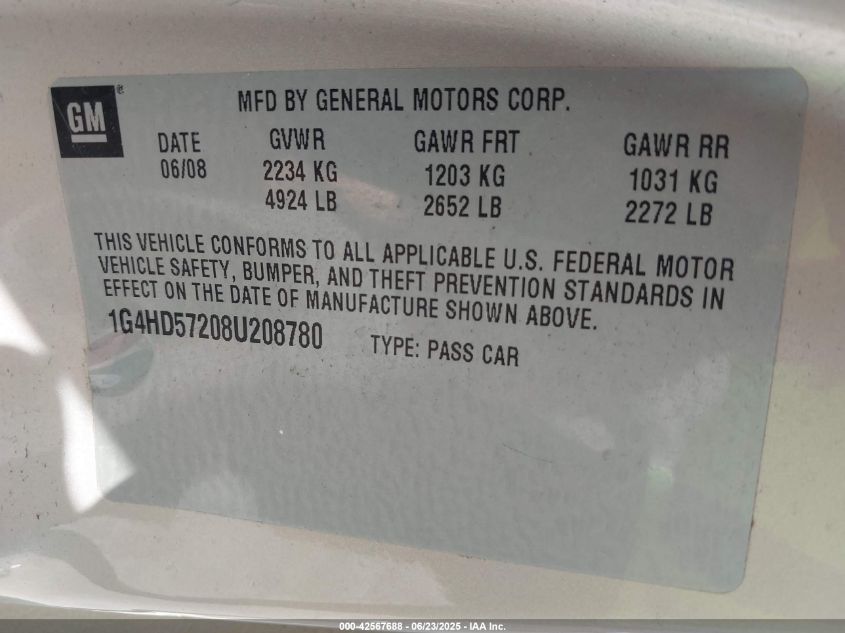 GM ®
MFD BY GENERAL MOTORS CORP.
DATE GVWR GAWR FRT GAWR RR
06/08 2234 KG 1203 KG 1031 KG
4924 LB 2652 LB 2272 LB
THIS VEHICLE CONFORMS TO ALL APPLICABLE U.S. FEDERAL MOTOR
VEHICLE SAFETY, BUMPER, AND THEFT PREVENTION STANDARDS IN
EFFECT ON THE DATE OF MANUFACTURE SHOWN ABOVE.
1G4HD57208U208780 TYPE: PASS CAR
000-42567688 - 06/23/2025 - IAA Inc.